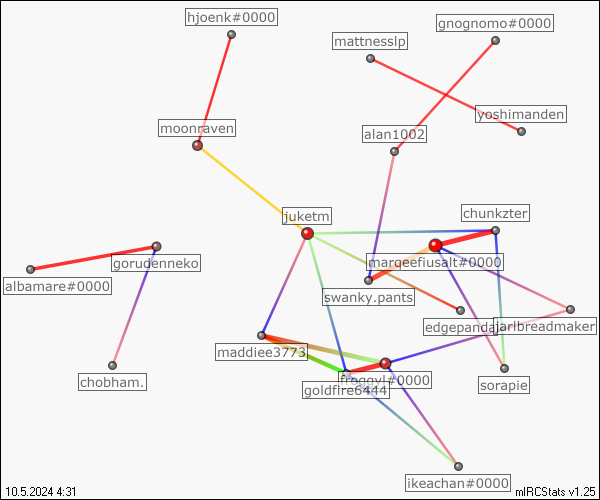 hjoenk#0000
gnognomo#0000
mattnesslp
yoshimanden
moonraven
alan1002
juketm
chunkzter
gorudenneko
margeefiusalt#0000
albamare#0000
swanky.pants
edgepanda
jarlbreadmaker
maddiee3773
froggyl#0000
chobham.
goldfire6444
sorapie
ikeachan#0000
10.5.2024 4:31
mIRCStats v1.25